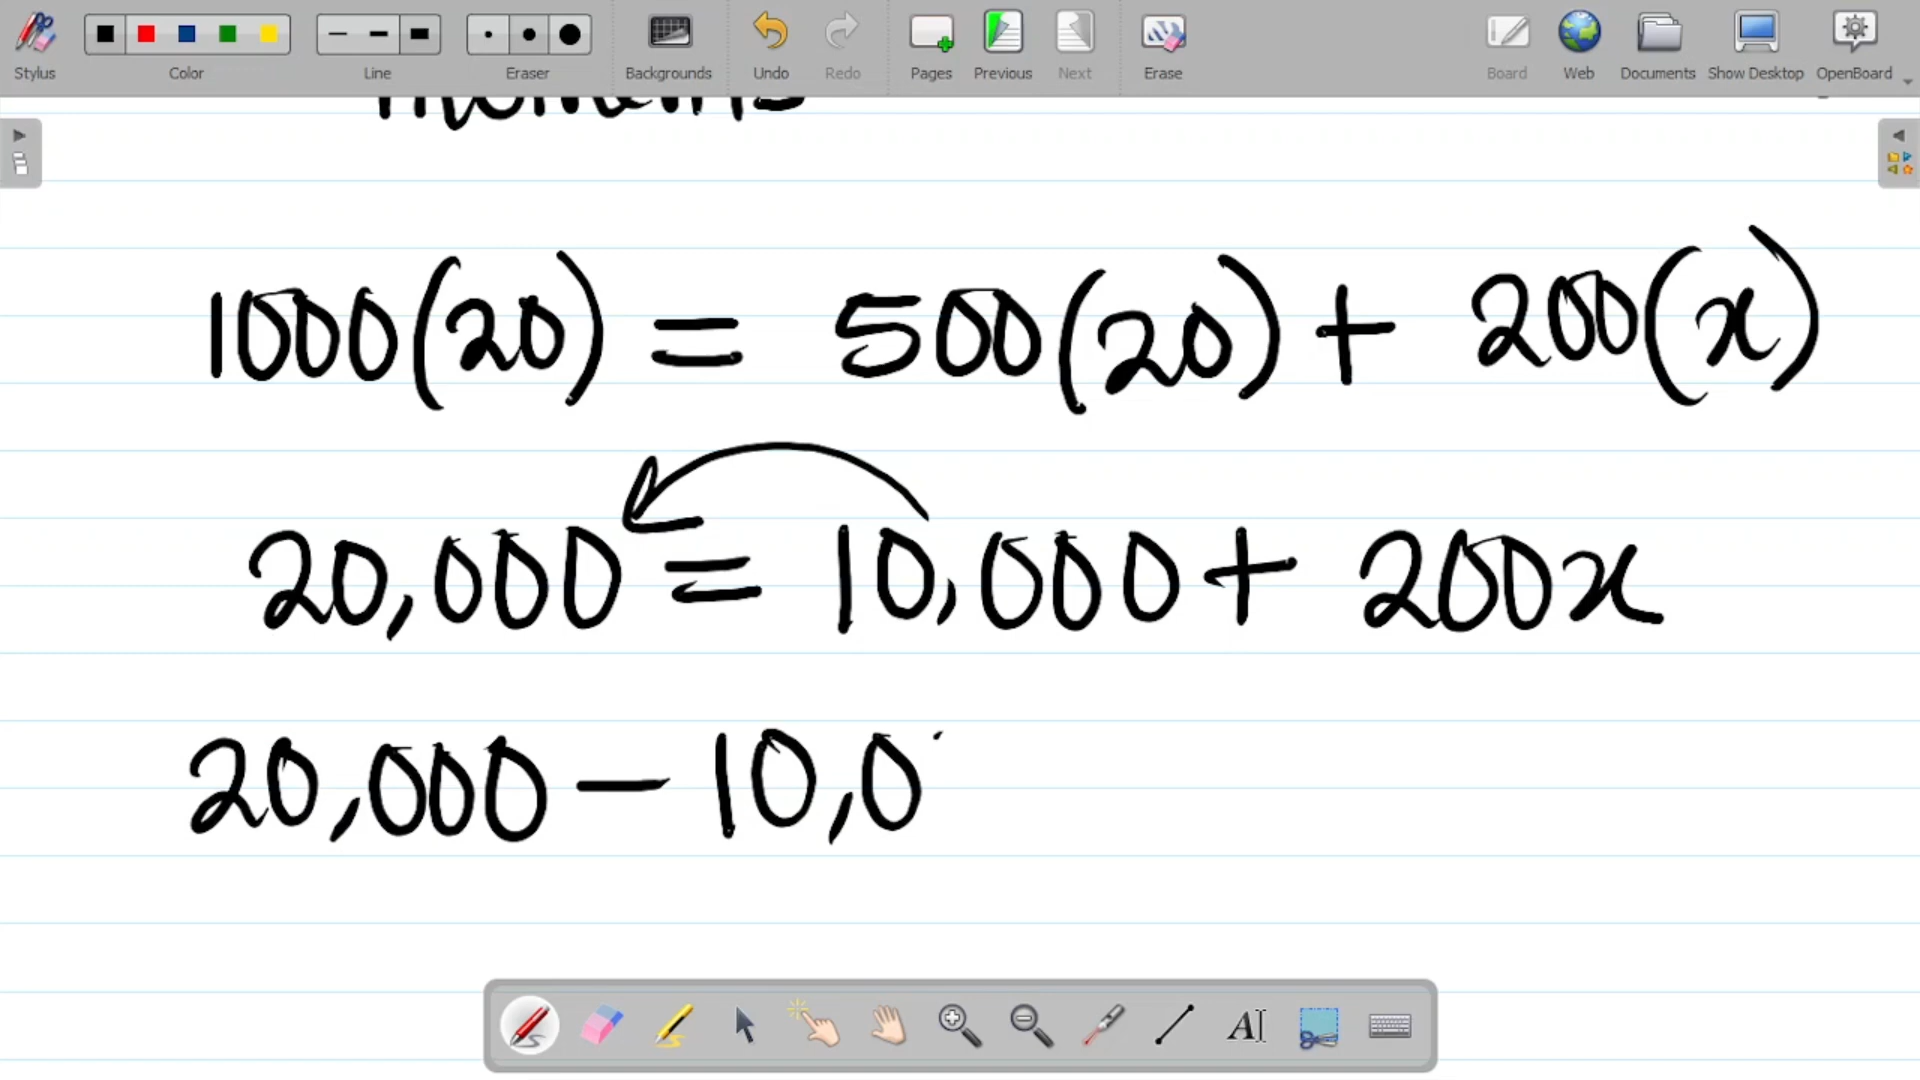 Stylus Color Line Eraser Backgrounds Undo Redo Pages Previous Next Erase Board Web Documents Show Desktop OpenBoard
moments
1000(20) = 500(20) + 200(x)
20,000 = 10,000 + 200x
20,000 - 10,0